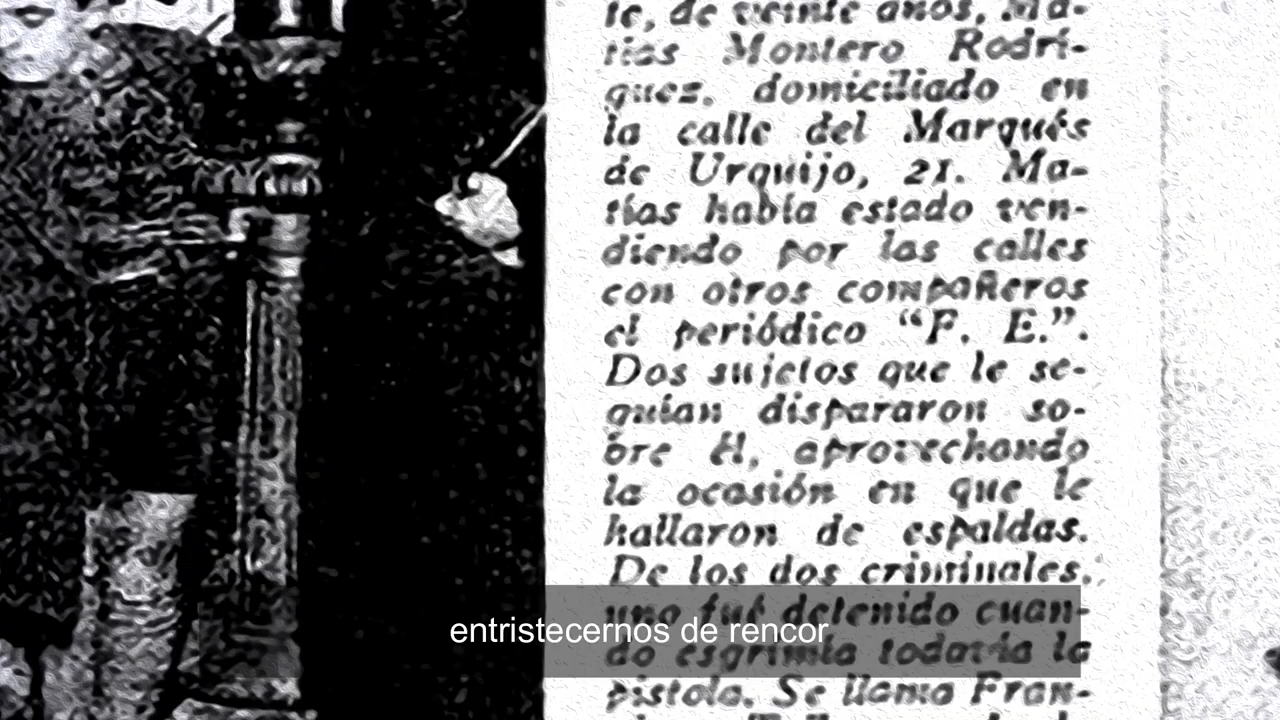 te, de veinte años, Ma-
tías Montero Rodrí-
guez, domiciliado en
la calle del Marqués
de Urquijo, 21. Ma-
tías había estado ven-
diendo por las calles
con otros compañeros
el periódico “F. E.”.
Dos sujetos que le se-
guían dispararon so-
bre él, aprovechando
la ocasión en que le
hallaron de espaldas.
De los dos criminales,
uno fué detenido cuan-
entristecernos de rencor
do esgrimía todavía la
pistola. Se llama Fran-